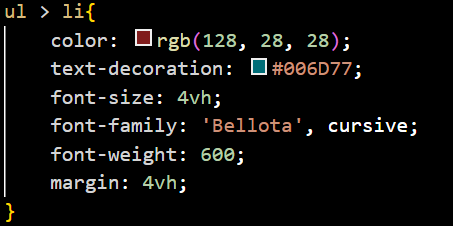 ul > li{
color: rgb(128, 28, 28);
text-decoration: #006D77;
font-size: 4vh;
font-family: 'Bellota', cursive;
font-weight: 600;
margin: 4vh;
}